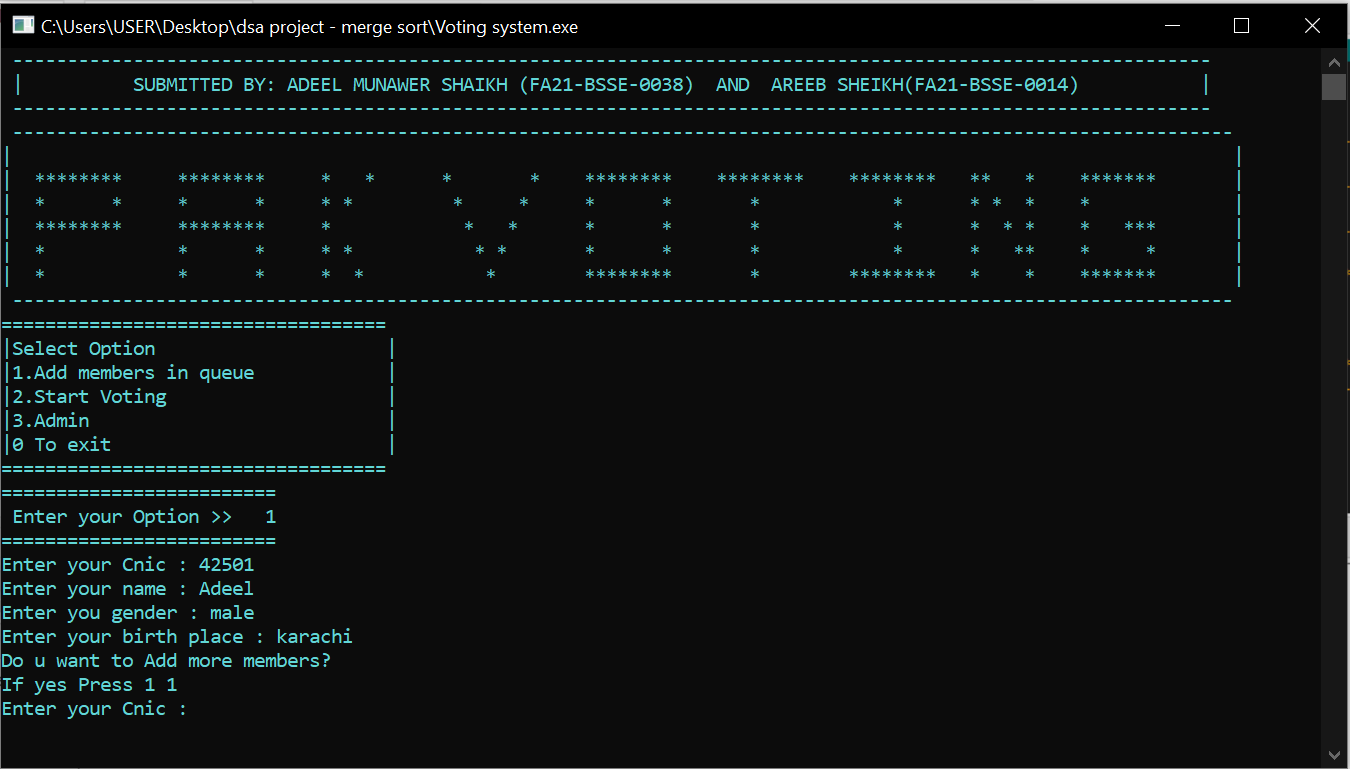 C:\Users\USER\Desktop\dsa project - merge sort\Voting system.exe
SUBMITTED BY: ADEEL MUNAWER SHAIKH (FA21-BSSE-0038) AND AREEB SHEIKH(FA21-BSSE-0014)
PAK VOTING
Select Option
1.Add members in queue
2.Start Voting
3.Admin
0 To exit
Enter your Option >> 1
Enter your Cnic : 42501
Enter your name : Adeel
Enter you gender : male
Enter your birth place : karachi
Do u want to Add more members?
If yes Press 1 1
Enter your Cnic :